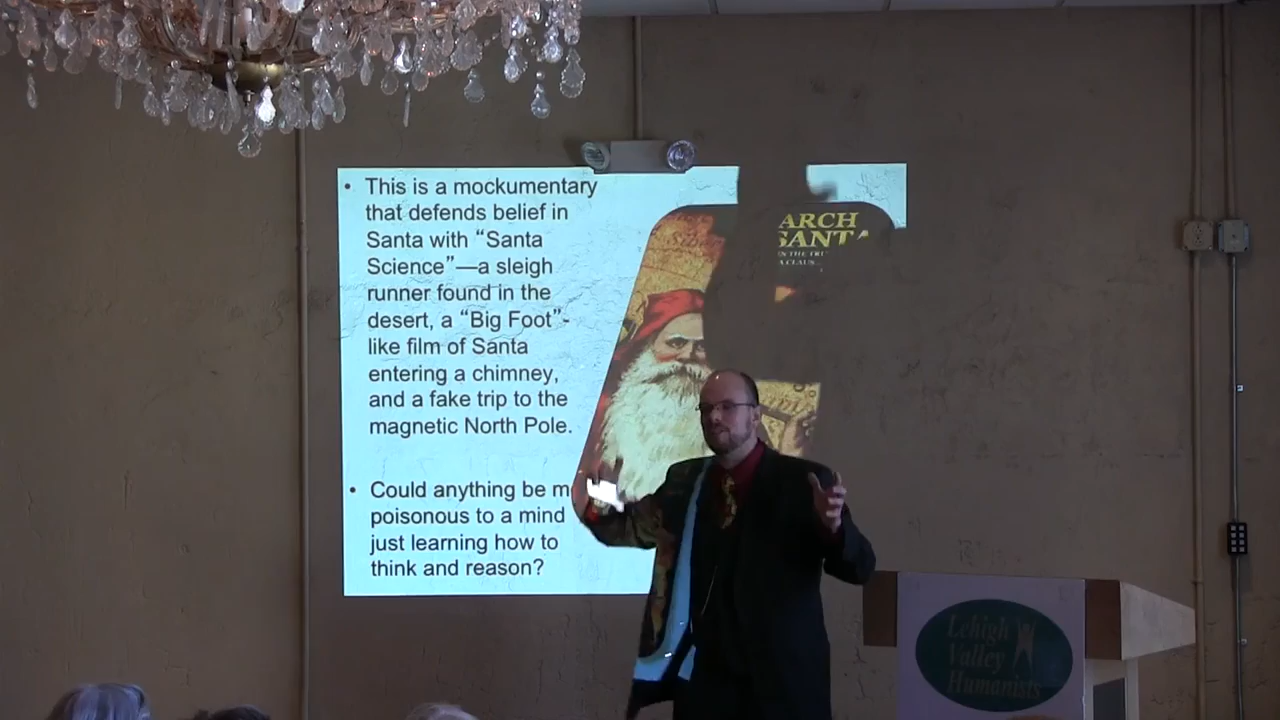 • This is a mockumentary
that defends belief in
Santa with “Santa
Science”—a sleigh
runner found in the
desert, a “Big Foot”-
like film of Santa
entering a chimney,
and a fake trip to the
magnetic North Pole.
• Could anything be m
poisonous to a mind
just learning how to
think and reason?
ARCH
SANTA
Lehigh
Valley
Humanists